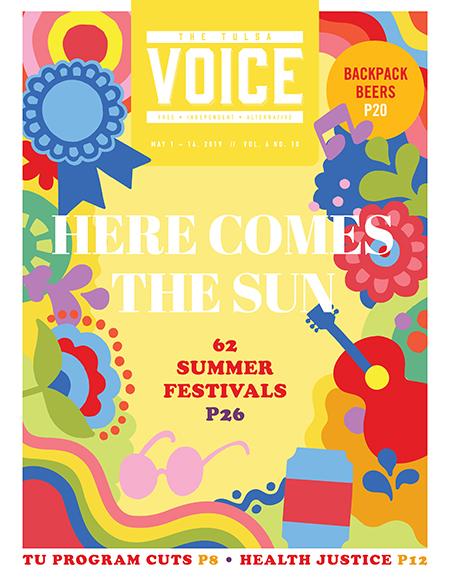 THE TULSA
VOICE
FREE • INDEPENDENT • ALTERNATIVE
MAY 1 – 14, 2019 // VOL. 6 NO. 10
BACKPACK
BEERS
P20
HERE COMES
THE SUN
62
SUMMER
FESTIVALS
P26
TU PROGRAM CUTS P8 • HEALTH JUSTICE P12